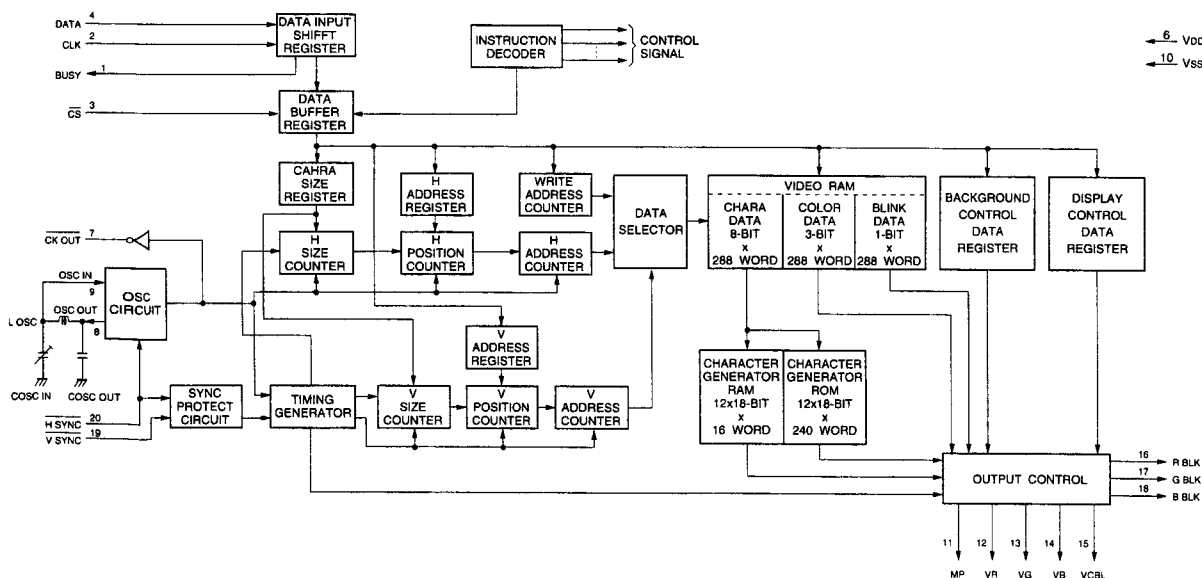 DATA 4
CLK 2
BUSY 1
CS 3
DATA INPUT
SHIFFT
REGISTER
DATA
BUFFER
REGISTER
INSTRUCTION
DECODER
CONTROL
SIGNAL
6 VDD
10 VSS
CAHRA
SIZE
REGISTER
H
ADDRESS
REGISTER
WRITE
ADDRESS
COUNTER
DATA
SELECTOR
VIDEO RAM
CHARA
DATA
8-BIT
x
288 WORD
COLOR
DATA
3-BIT
x
288 WORD
BLINK
DATA
1-BIT
x
288 WORD
BACKGROUND
CONTROL
DATA
REGISTER
DISPLAY
CONTROL
DATA
REGISTER
CK OUT 7
H
SIZE
COUNTER
H
POSITION
COUNTER
H
ADDRESS
COUNTER
OSC IN
9
OSC
CIRCUIT
OSC OUT
8
L OSC
COSC IN
COSC OUT
V
ADDRESS
REGISTER
CHARACTER
GENERATOR
RAM
12x18-BIT
x
16 WORD
CHARACTER
GENERATOR
ROM
12x18-BIT
x
240 WORD
H SYNC 20
V SYNC 19
SYNC
PROTECT
CIRCUIT
TIMING
GENERATOR
V
SIZE
COUNTER
V
POSITION
COUNTER
V
ADDRESS
COUNTER
OUTPUT CONTROL
16 R BLK
17 G BLK
18 B BLK
11 12 13 14 15
MP VR VG VB VCBL